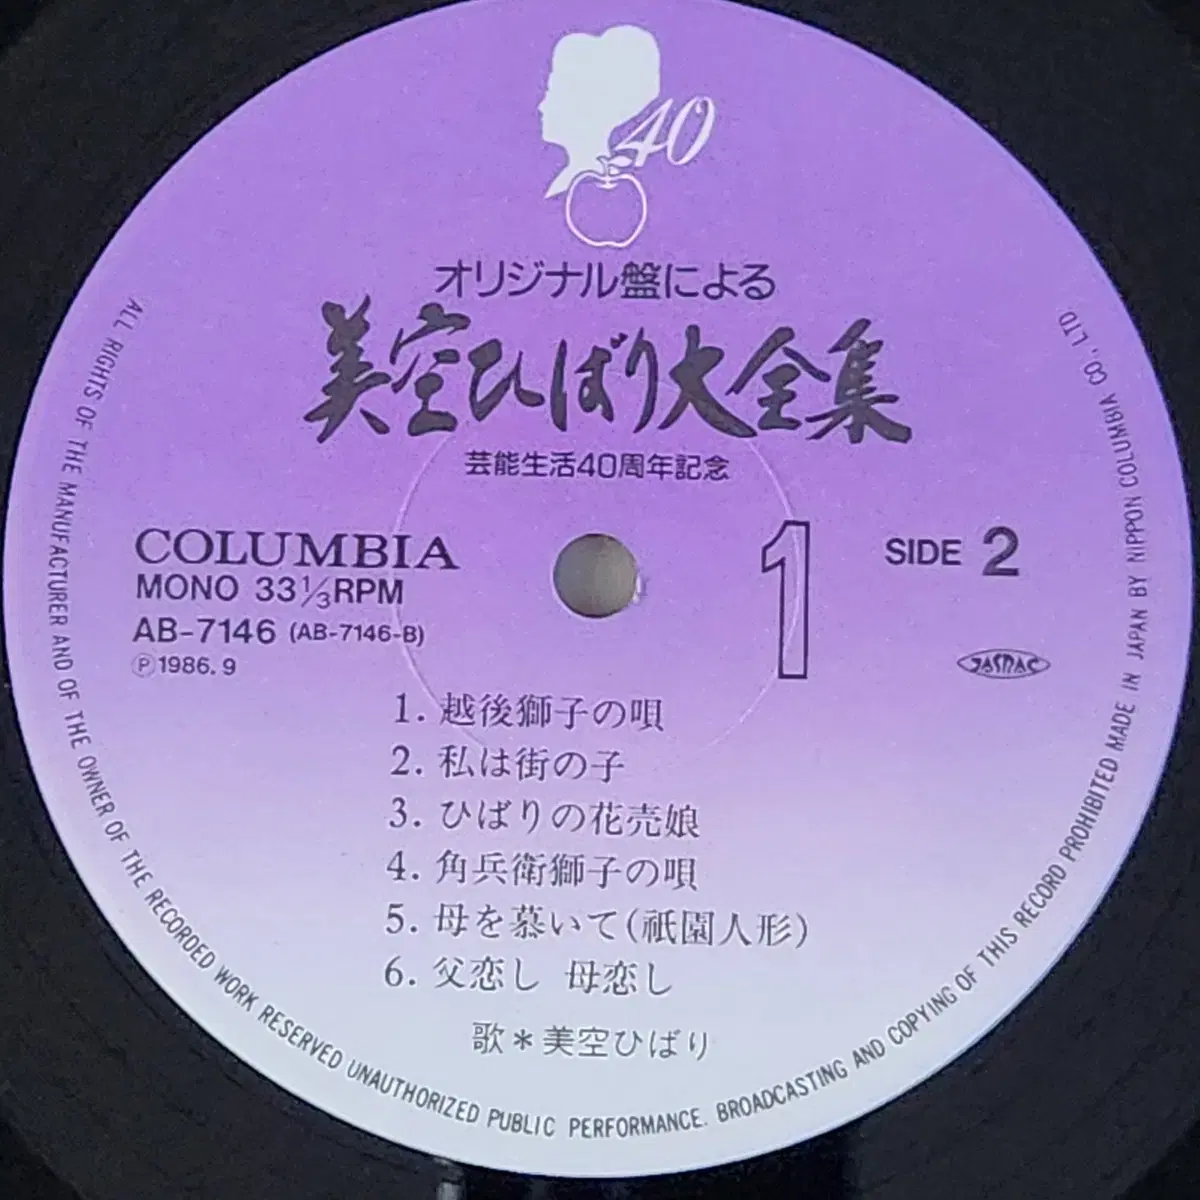 40
オリジナル盤による
美空ひばり大全集
芸能生活40周年記念
COLUMBIA
MONO 33 1/3 RPM
AB-7146 (AB-7146-B)
Ⓟ1986.9
1
SIDE 2
JASRAC
1. 越後獅子の唄
2. 私は街の子
3. ひばりの花売娘
4. 角兵衛獅子の唄
5. 母を慕いて(祇園人形)
6. 父恋し 母恋し
歌*美空ひばり
ALL RIGHTS OF THE MANUFACTURER AND OF THE OWNER OF THE RECORDED WORK RESERVED UNAUTHORIZED PUBLIC PERFORMANCE. BROADCASTING AND COPYING OF THIS RECORD PROHIBITED MADE IN JAPAN BY NIPPON COLUMBIA CO., LTD.